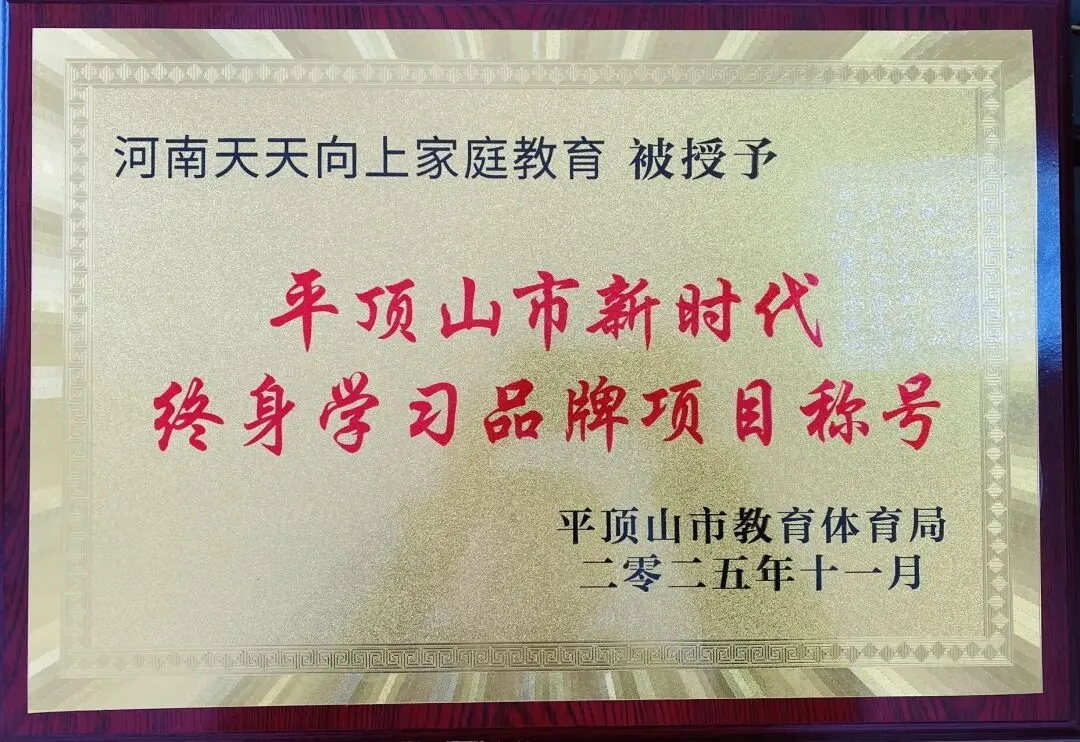 河南天天向上家庭教育 被授予
平顶山市新时代
终身学习品牌项目称号
平顶山市教育体育局
二零二五年十一月